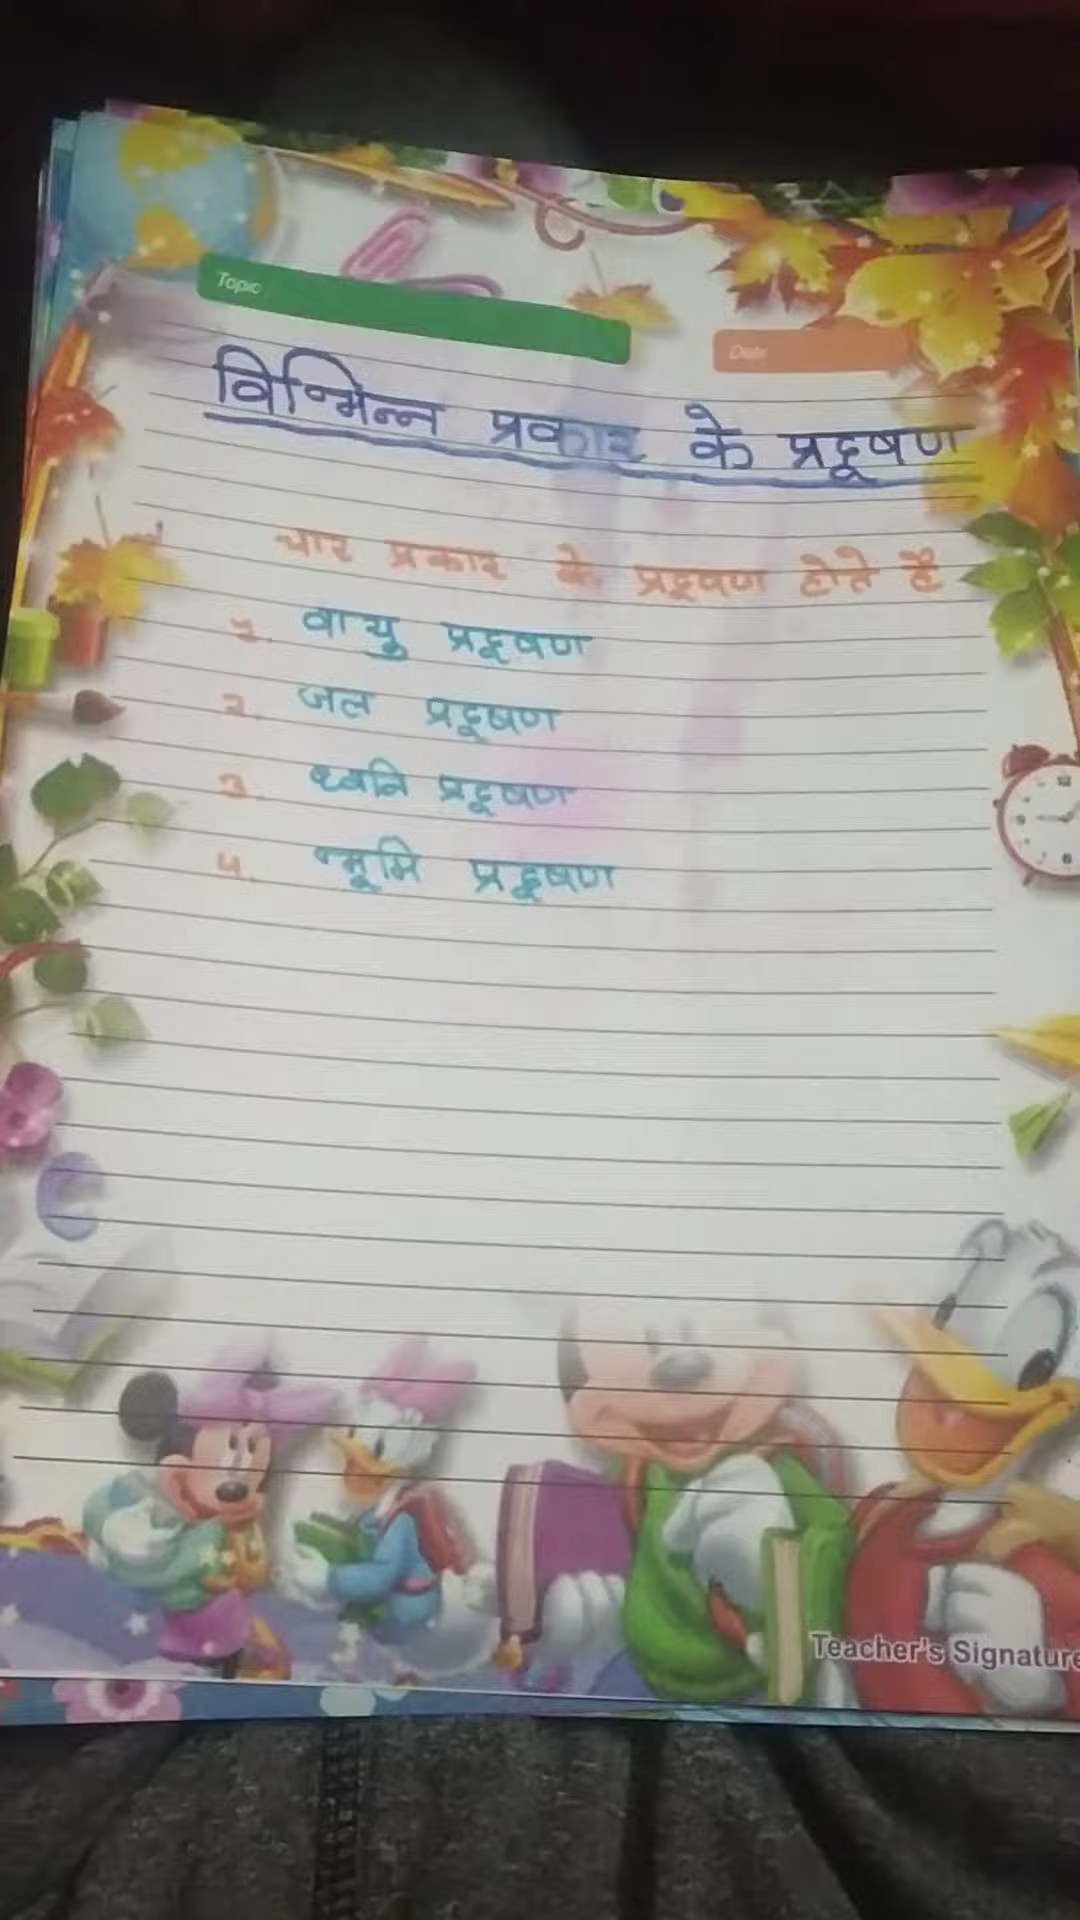 Topic
Date
विभिन्न प्रकार के प्रदूषण
चार प्रकार के प्रदूषण होते है
1. वायु प्रदूषण
2. जल प्रदूषण
3. ध्वनि प्रदूषण
4. भूमि प्रदूषण
Teacher's Signature